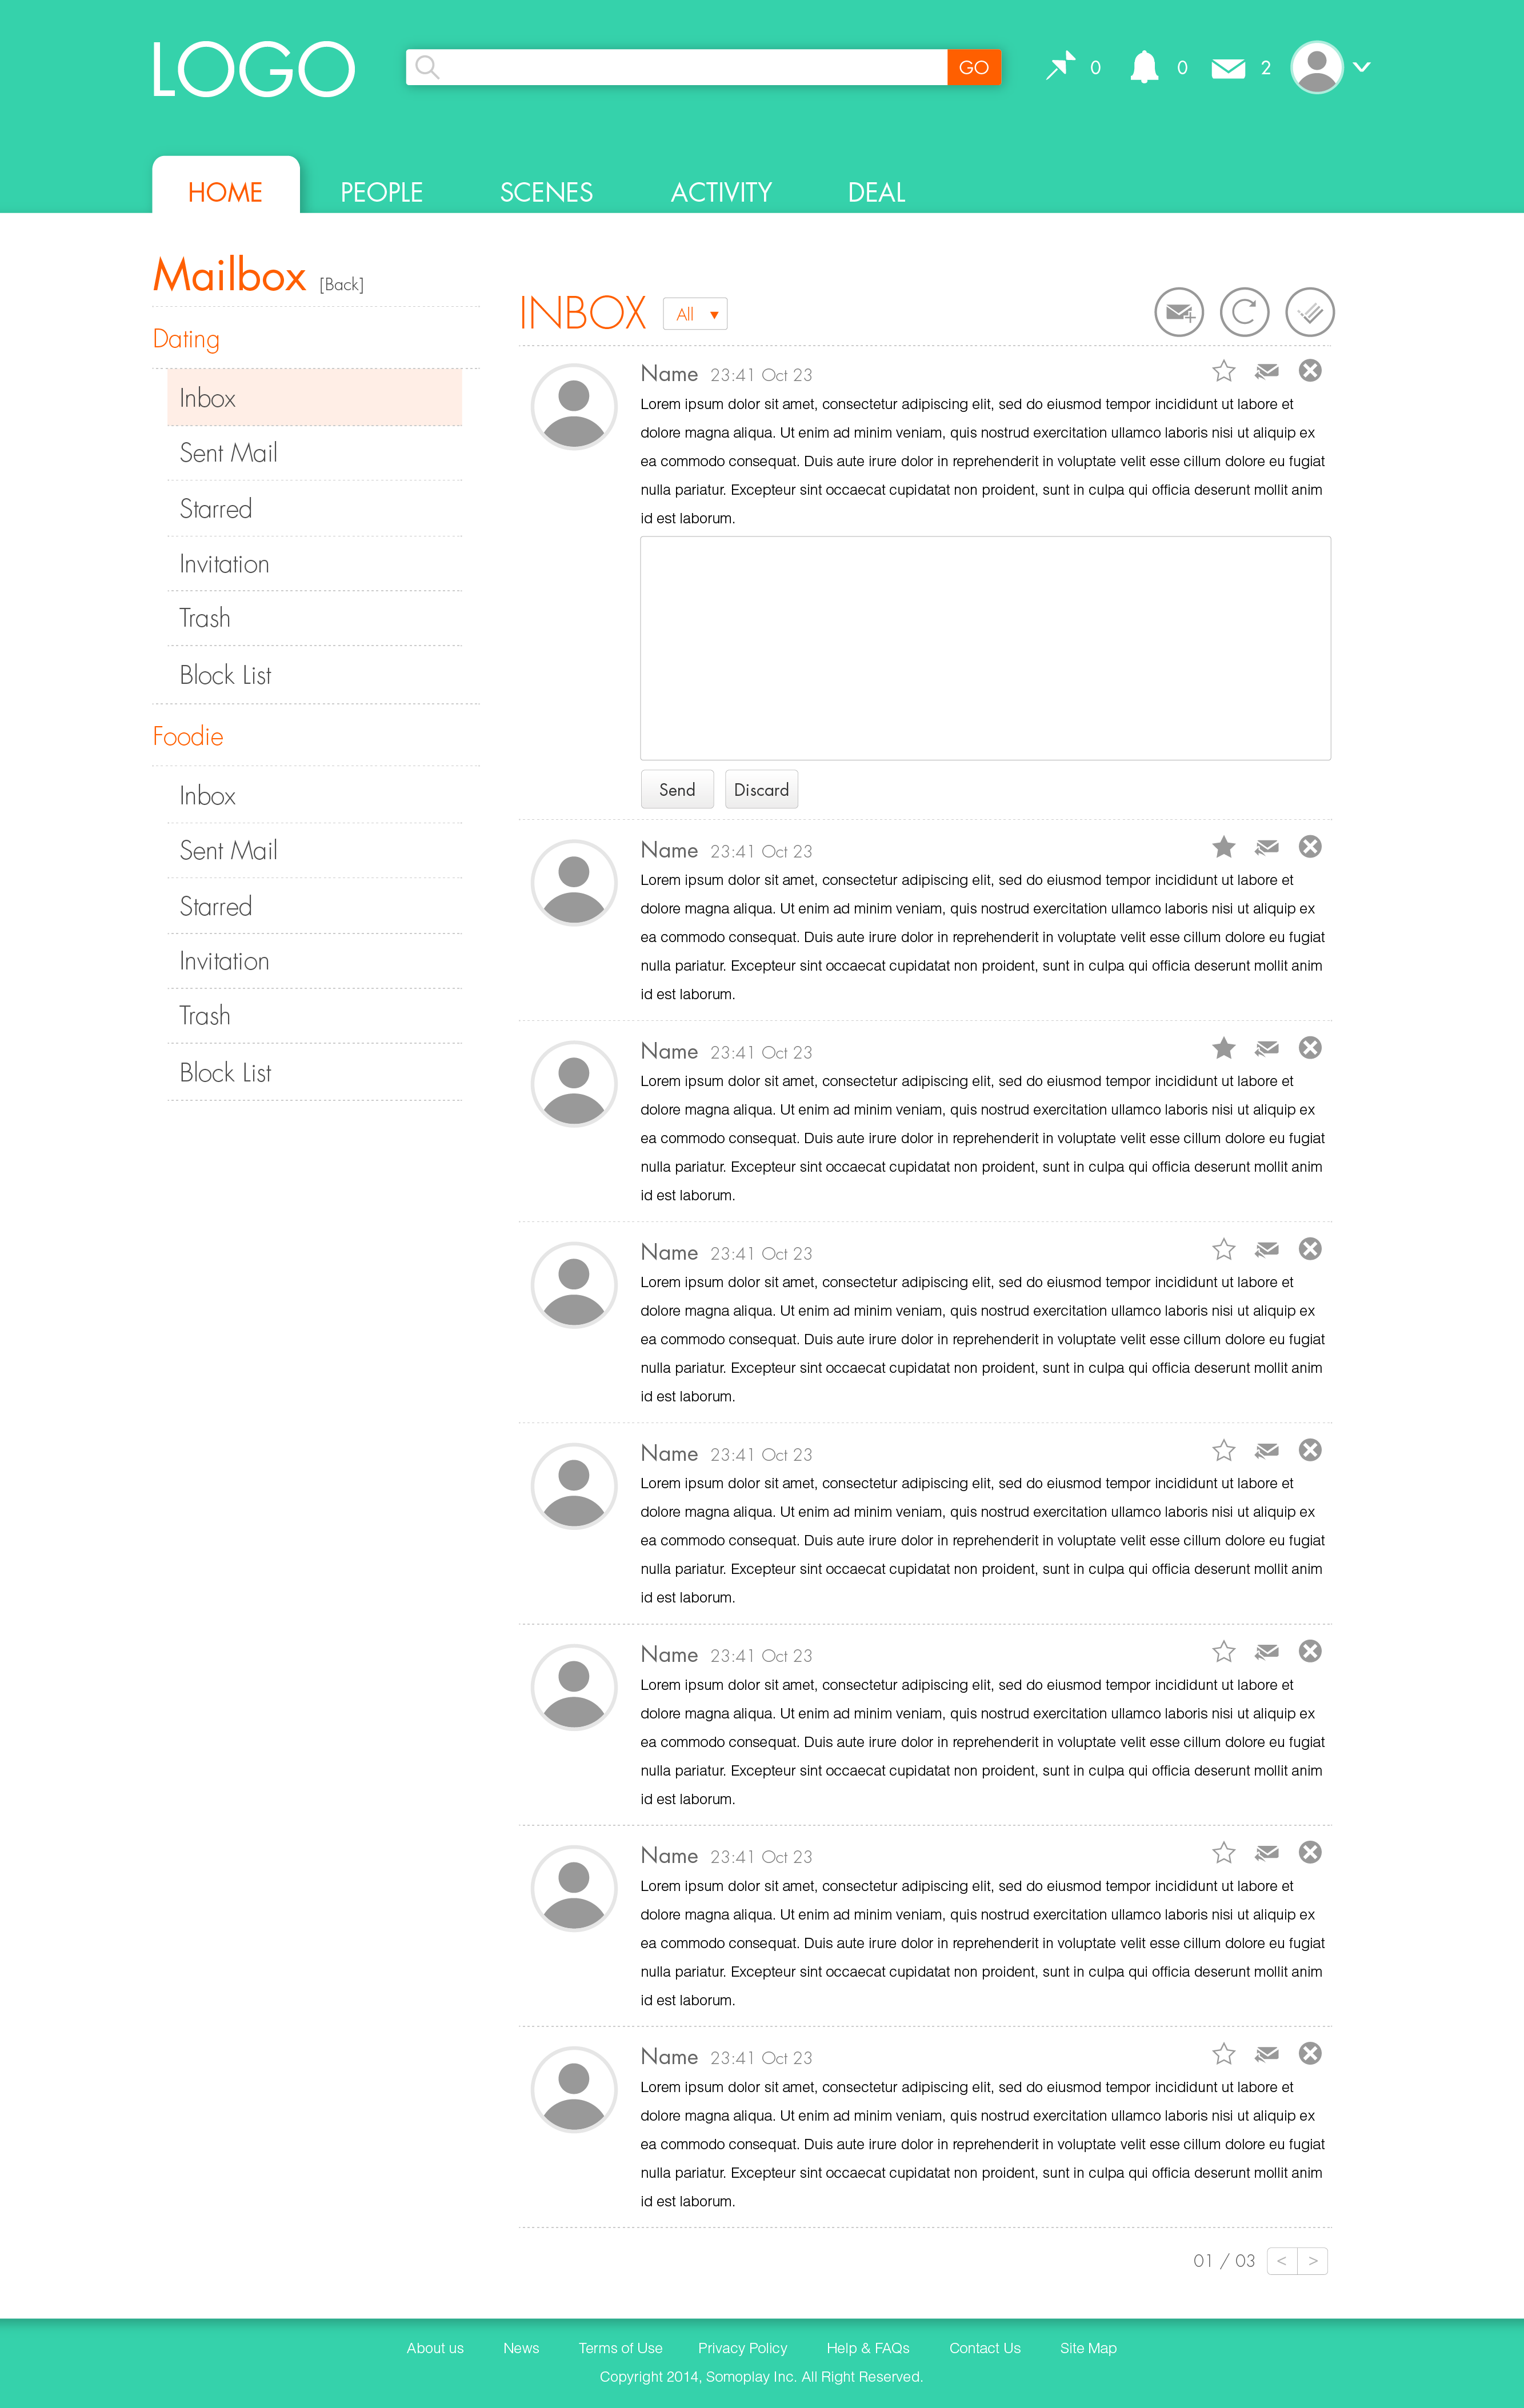 LOGO
GO
0
0
2
HOME
PEOPLE
SCENES
ACTIVITY
DEAL
Mailbox [Back]
Dating
Inbox
Sent Mail
Starred
Invitation
Trash
Block List
Foodie
Inbox
Sent Mail
Starred
Invitation
Trash
Block List
INBOX
All
Name 23:41 Oct 23
Lorem ipsum dolor sit amet, consectetur adipiscing elit, sed do eiusmod tempor incididunt ut labore et
dolore magna aliqua. Ut enim ad minim veniam, quis nostrud exercitation ullamco laboris nisi ut aliquip ex
ea commodo consequat. Duis aute irure dolor in reprehenderit in voluptate velit esse cillum dolore eu fugiat
nulla pariatur. Excepteur sint occaecat cupidatat non proident, sunt in culpa qui officia deserunt mollit anim
id est laborum.
Send
Discard
Name 23:41 Oct 23
Lorem ipsum dolor sit amet, consectetur adipiscing elit, sed do eiusmod tempor incididunt ut labore et
dolore magna aliqua. Ut enim ad minim veniam, quis nostrud exercitation ullamco laboris nisi ut aliquip ex
ea commodo consequat. Duis aute irure dolor in reprehenderit in voluptate velit esse cillum dolore eu fugiat
nulla pariatur. Excepteur sint occaecat cupidatat non proident, sunt in culpa qui officia deserunt mollit anim
id est laborum.
Name 23:41 Oct 23
Lorem ipsum dolor sit amet, consectetur adipiscing elit, sed do eiusmod tempor incididunt ut labore et
dolore magna aliqua. Ut enim ad minim veniam, quis nostrud exercitation ullamco laboris nisi ut aliquip ex
ea commodo consequat. Duis aute irure dolor in reprehenderit in voluptate velit esse cillum dolore eu fugiat
nulla pariatur. Excepteur sint occaecat cupidatat non proident, sunt in culpa qui officia deserunt mollit anim
id est laborum.
Name 23:41 Oct 23
Lorem ipsum dolor sit amet, consectetur adipiscing elit, sed do eiusmod tempor incididunt ut labore et
dolore magna aliqua. Ut enim ad minim veniam, quis nostrud exercitation ullamco laboris nisi ut aliquip ex
ea commodo consequat. Duis aute irure dolor in reprehenderit in voluptate velit esse cillum dolore eu fugiat
nulla pariatur. Excepteur sint occaecat cupidatat non proident, sunt in culpa qui officia deserunt mollit anim
id est laborum.
Name 23:41 Oct 23
Lorem ipsum dolor sit amet, consectetur adipiscing elit, sed do eiusmod tempor incididunt ut labore et
dolore magna aliqua. Ut enim ad minim veniam, quis nostrud exercitation ullamco laboris nisi ut aliquip ex
ea commodo consequat. Duis aute irure dolor in reprehenderit in voluptate velit esse cillum dolore eu fugiat
nulla pariatur. Excepteur sint occaecat cupidatat non proident, sunt in culpa qui officia deserunt mollit anim
id est laborum.
Name 23:41 Oct 23
Lorem ipsum dolor sit amet, consectetur adipiscing elit, sed do eiusmod tempor incididunt ut labore et
dolore magna aliqua. Ut enim ad minim veniam, quis nostrud exercitation ullamco laboris nisi ut aliquip ex
ea commodo consequat. Duis aute irure dolor in reprehenderit in voluptate velit esse cillum dolore eu fugiat
nulla pariatur. Excepteur sint occaecat cupidatat non proident, sunt in culpa qui officia deserunt mollit anim
id est laborum.
Name 23:41 Oct 23
Lorem ipsum dolor sit amet, consectetur adipiscing elit, sed do eiusmod tempor incididunt ut labore et
dolore magna aliqua. Ut enim ad minim veniam, quis nostrud exercitation ullamco laboris nisi ut aliquip ex
ea commodo consequat. Duis aute irure dolor in reprehenderit in voluptate velit esse cillum dolore eu fugiat
nulla pariatur. Excepteur sint occaecat cupidatat non proident, sunt in culpa qui officia deserunt mollit anim
id est laborum.
Name 23:41 Oct 23
Lorem ipsum dolor sit amet, consectetur adipiscing elit, sed do eiusmod tempor incididunt ut labore et
dolore magna aliqua. Ut enim ad minim veniam, quis nostrud exercitation ullamco laboris nisi ut aliquip ex
ea commodo consequat. Duis aute irure dolor in reprehenderit in voluptate velit esse cillum dolore eu fugiat
nulla pariatur. Excepteur sint occaecat cupidatat non proident, sunt in culpa qui officia deserunt mollit anim
id est laborum.
01 / 03 < >
About us News Terms of Use Privacy Policy Help & FAQs Contact Us Site Map
Copyright 2014, Somoplay Inc. All Right Reserved.